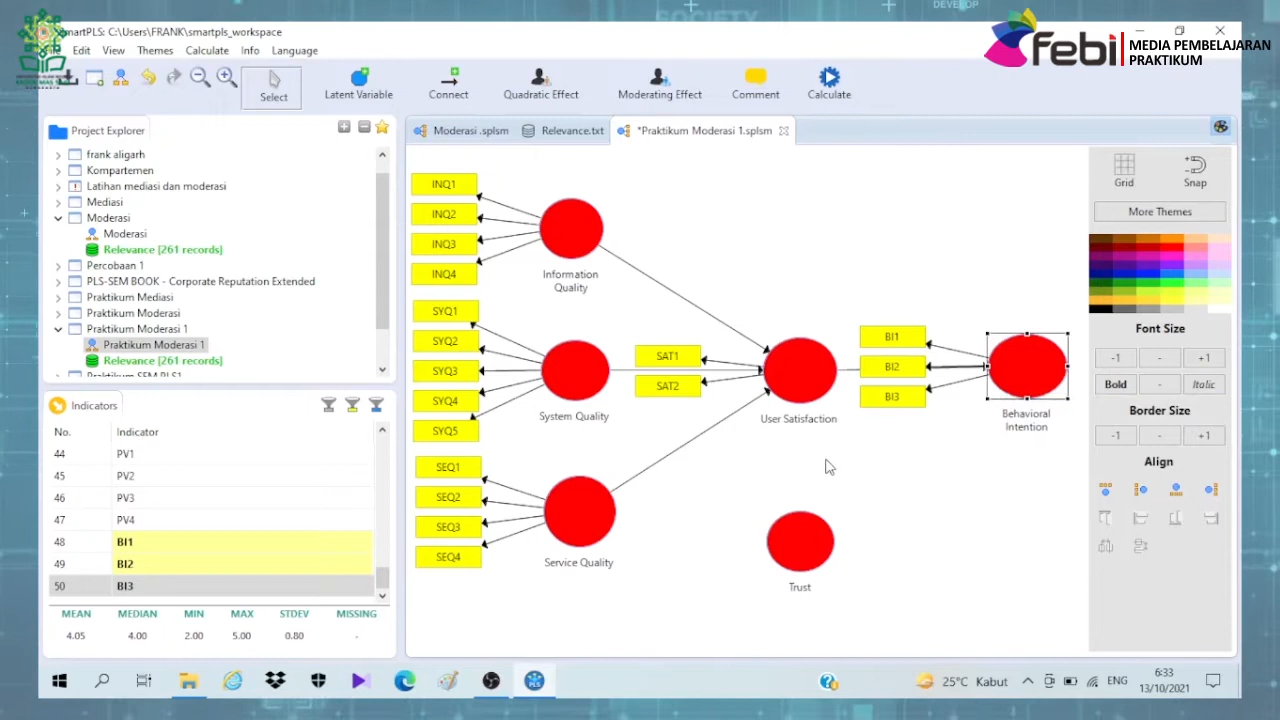 DEVELOP
SOCIETY
febi
MEDIA PEMBELAJARAN
PRAKTIKUM
smartPLS: C:\Users\FRANK\smartpls_workspace
Edit View Themes Calculate Info Language
Select
Latent Variable
Connect
Quadratic Effect
Moderating Effect
Comment
Calculate
Project Explorer
frank aligarh
Kompartemen
Latihan mediasi dan moderasi
Mediasi
Moderasi
Moderasi
Relevance [261 records]
Percobaan 1
PLS-SEM BOOK - Corporate Reputation Extended
Praktikum Mediasi
Praktikum Moderasi
Praktikum Moderasi 1
Praktikum Moderasi 1
Relevance [261 records]
Praktikum SEM PLS1
Indicators
No. Indicator
44 PV1
45 PV2
46 PV3
47 PV4
48 BI1
49 BI2
50 BI3
MEAN MEDIAN MIN MAX STDEV MISSING
4.05 4.00 2.00 5.00 0.80 -
Moderasi .splsm
Relevance.txt
*Praktikum Moderasi 1.splsm
INQ1
INQ2
INQ3
INQ4
Information
Quality
SYQ1
SYQ2
SYQ3
SYQ4
SYQ5
System Quality
SEQ1
SEQ2
SEQ3
SEQ4
Service Quality
SAT1
SAT2
User Satisfaction
BI1
BI2
BI3
Behavioral
Intention
Trust
Grid Snap
More Themes
Font Size
-1 - +1
Bold - Italic
Border Size
-1 - +1
Align
PLS
25°C Kabut
ENG
6:33
13/10/2021